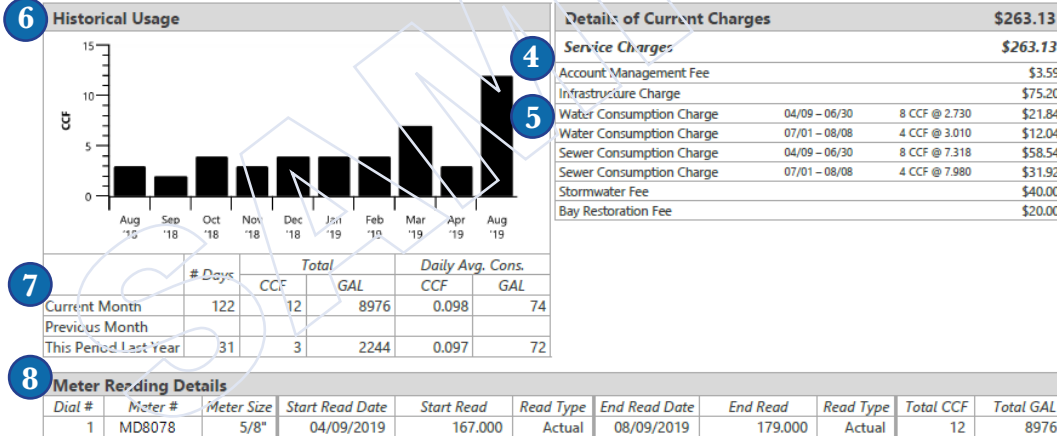 6 Historical Usage
15
10
5
0
CCF
Aug '18 Sep '18 Oct '18 Nov '18 Dec '18 Jan '19 Feb '19 Mar '19 Apr '19 Aug '19
7
# Days Total Daily Avg. Cons.
CCF GAL CCF GAL
Current Month 122 12 8976 0.098 74
Previous Month
This Period Last Year 31 3 2244 0.097 72
Details of Current Charges $263.13
4 Service Charges $263.13
Account Management Fee $3.59
Infrastructure Charge $75.20
5 Water Consumption Charge 04/09 – 06/30 8 CCF @ 2.730 $21.84
Water Consumption Charge 07/01 – 08/08 4 CCF @ 3.010 $12.04
Sewer Consumption Charge 04/09 – 06/30 8 CCF @ 7.318 $58.54
Sewer Consumption Charge 07/01 – 08/08 4 CCF @ 7.980 $31.92
Stormwater Fee $40.00
Bay Restoration Fee $20.00
8 Meter Reading Details
Dial # Meter # Meter Size Start Read Date Start Read Read Type End Read Date End Read Read Type Total CCF Total GAL
1 MD8078 5/8" 04/09/2019 167.000 Actual 08/09/2019 179.000 Actual 12 8976